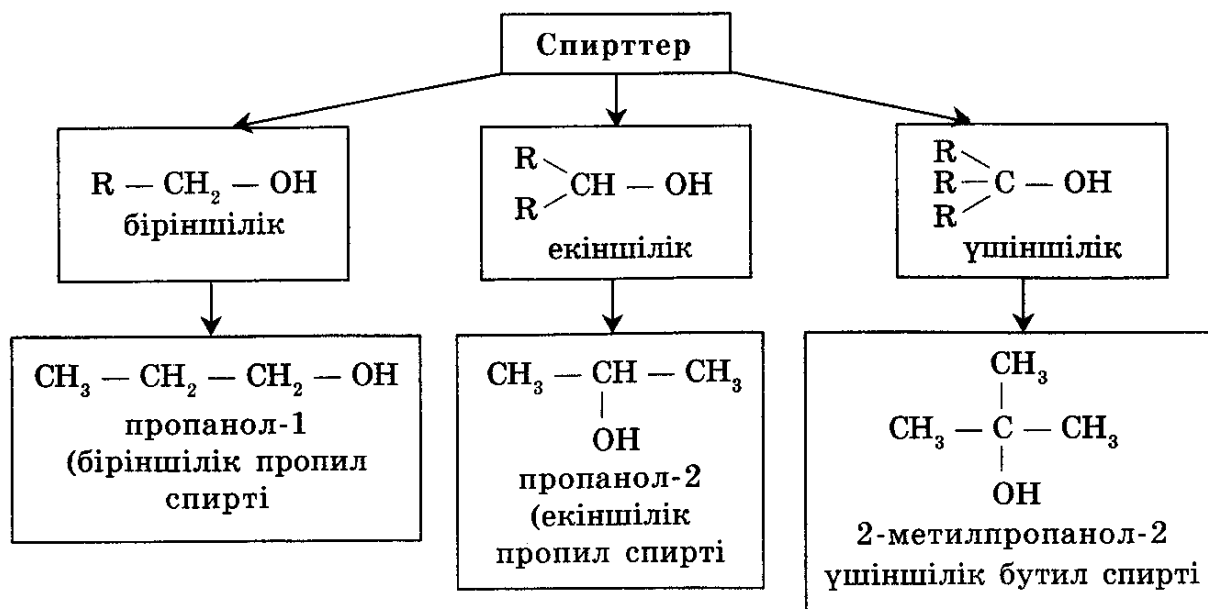 Спирттер
R — CH₂ — OH
біріншілік
R
CH — OH
R
екіншілік
R
R — C — OH
R
үшіншілік
CH₃ — CH₂ — CH₂ — OH
пропанол-1
(біріншілік пропил
спирті
CH₃ — CH — CH₃
OH
пропанол-2
(екіншілік
пропил спирті
CH₃
CH₃ — C — CH₃
OH
2-метилпропанол-2
үшіншілік бутил спирті